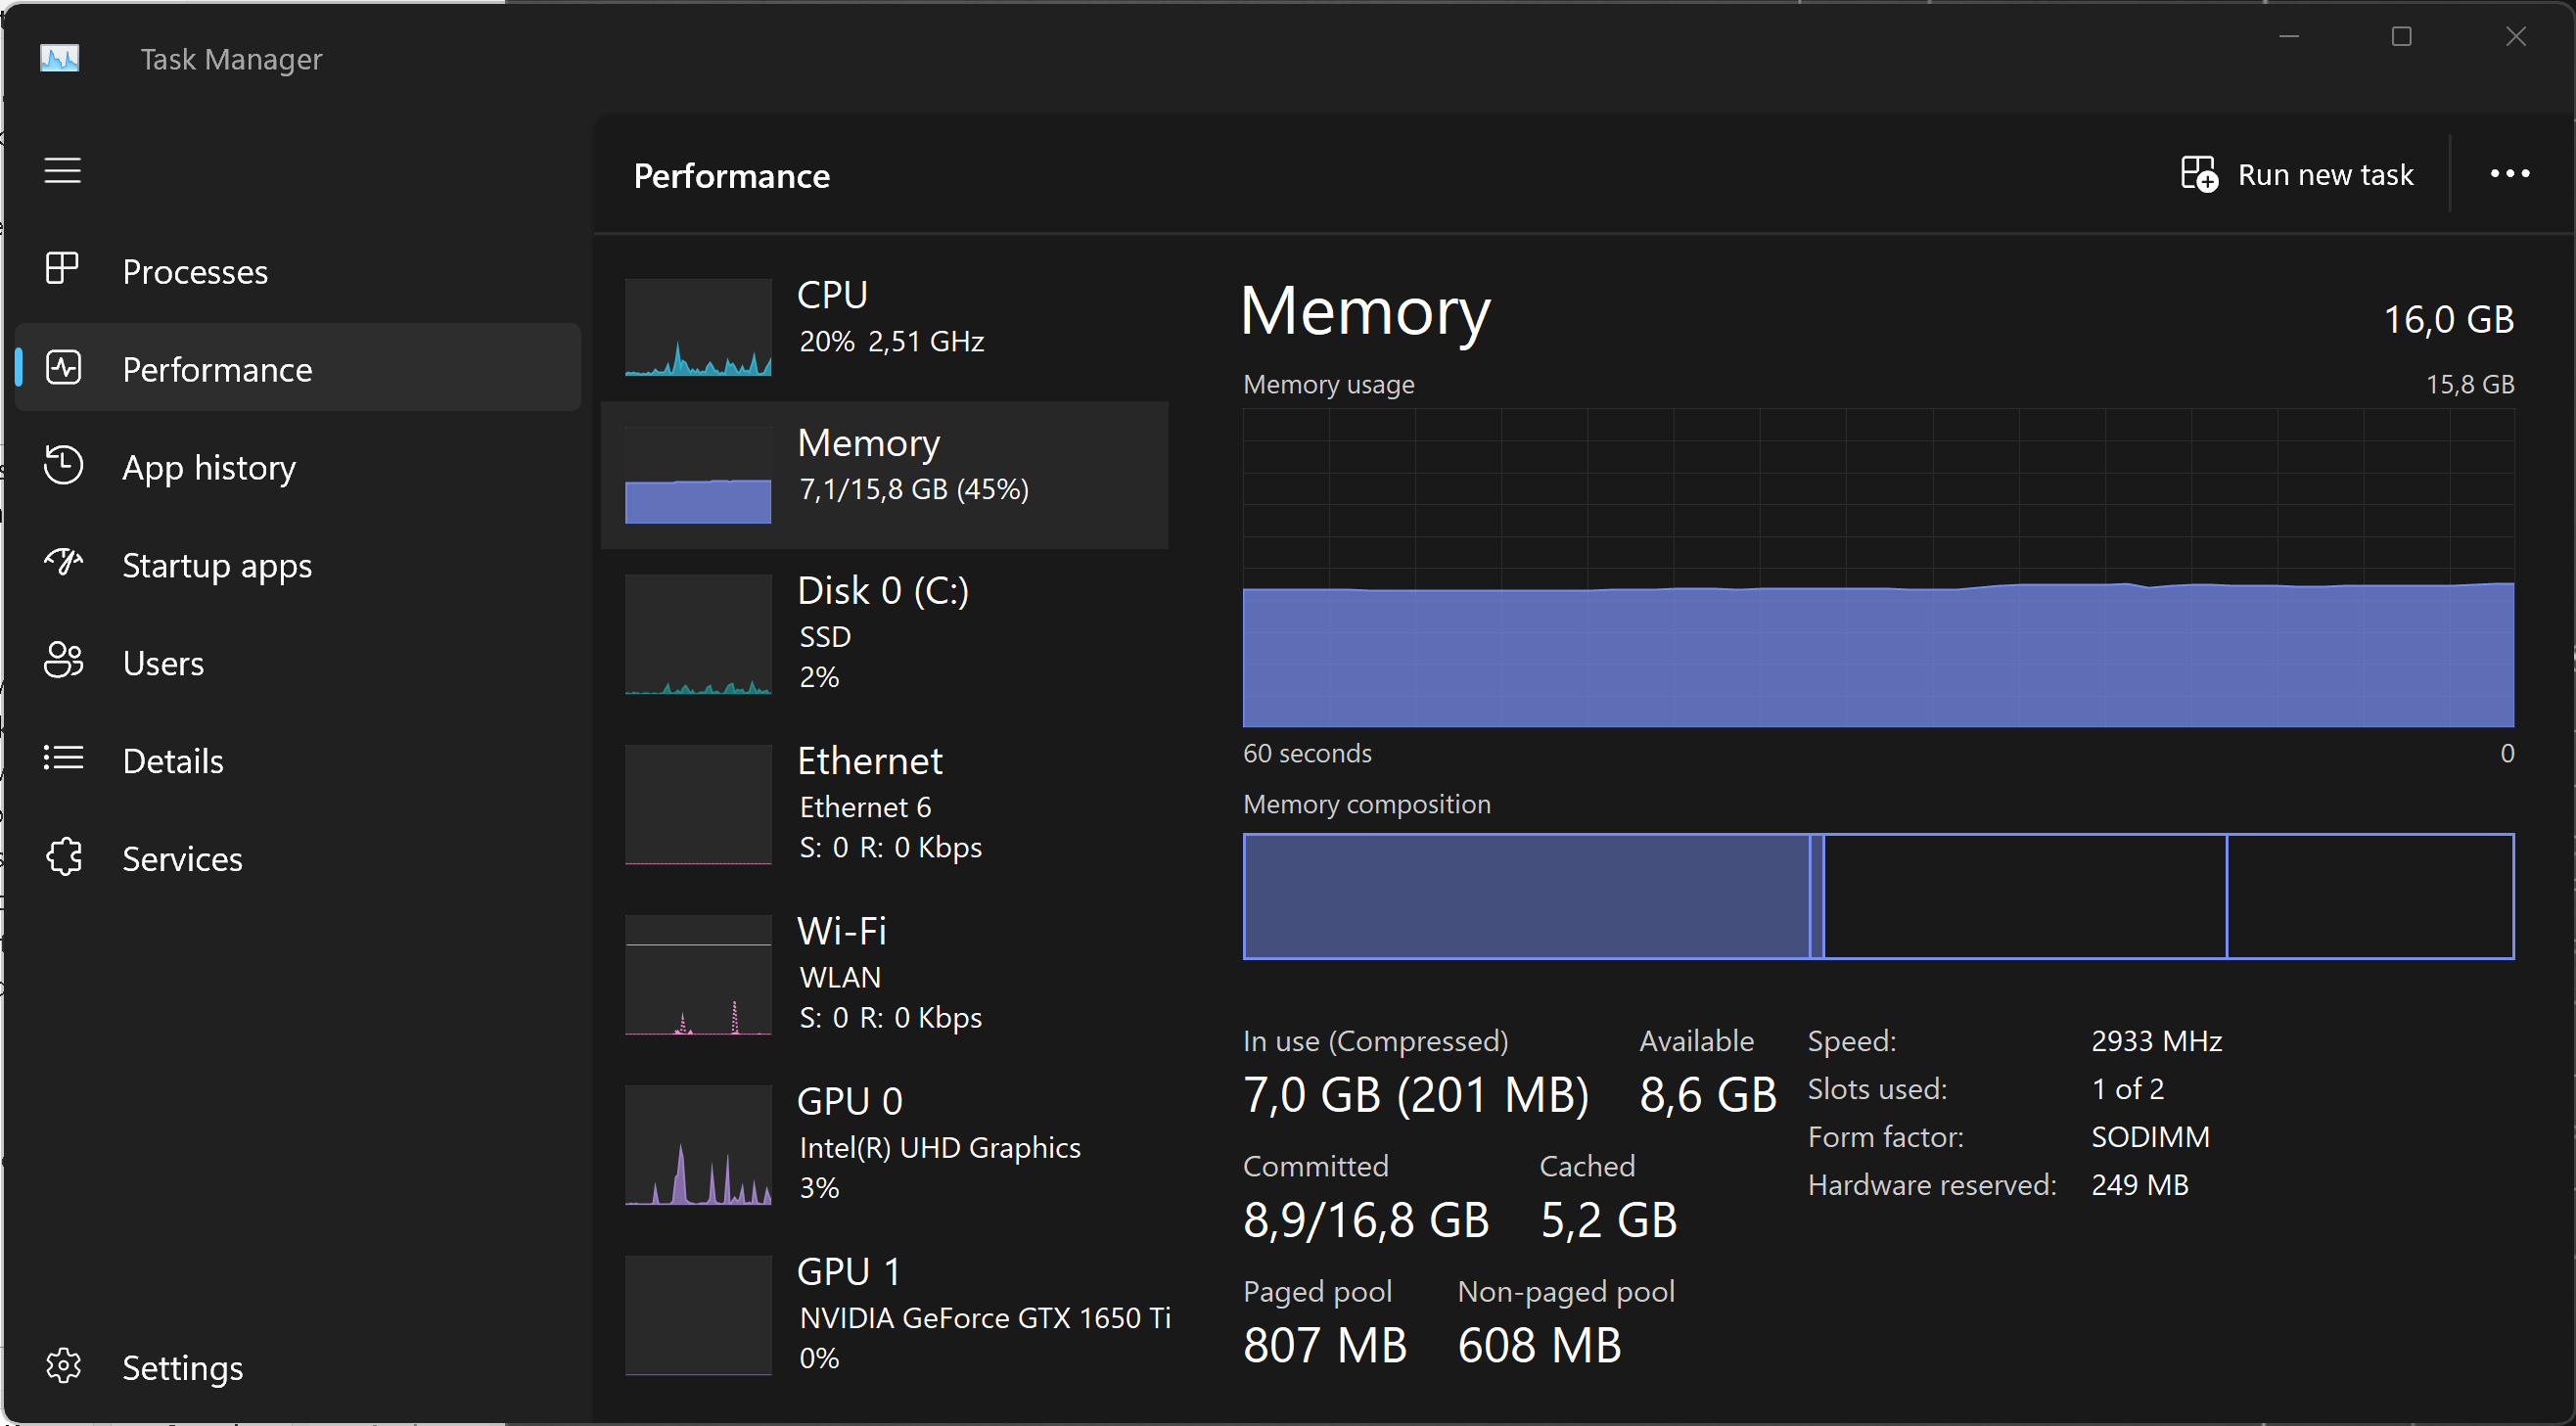 Task Manager
Performance
Run new task
Processes
Performance
App history
Startup apps
Users
Details
Services
Settings
CPU
20% 2,51 GHz
Memory
7,1/15,8 GB (45%)
Disk 0 (C:)
SSD
2%
Ethernet
Ethernet 6
S: 0 R: 0 Kbps
Wi-Fi
WLAN
S: 0 R: 0 Kbps
GPU 0
Intel(R) UHD Graphics
3%
GPU 1
NVIDIA GeForce GTX 1650 Ti
0%
Memory
16,0 GB
Memory usage
15,8 GB
60 seconds
0
Memory composition
In use (Compressed)
7,0 GB (201 MB)
Available
8,6 GB
Committed
8,9/16,8 GB
Cached
5,2 GB
Paged pool
807 MB
Non-paged pool
608 MB
Speed: 2933 MHz
Slots used: 1 of 2
Form factor: SODIMM
Hardware reserved: 249 MB